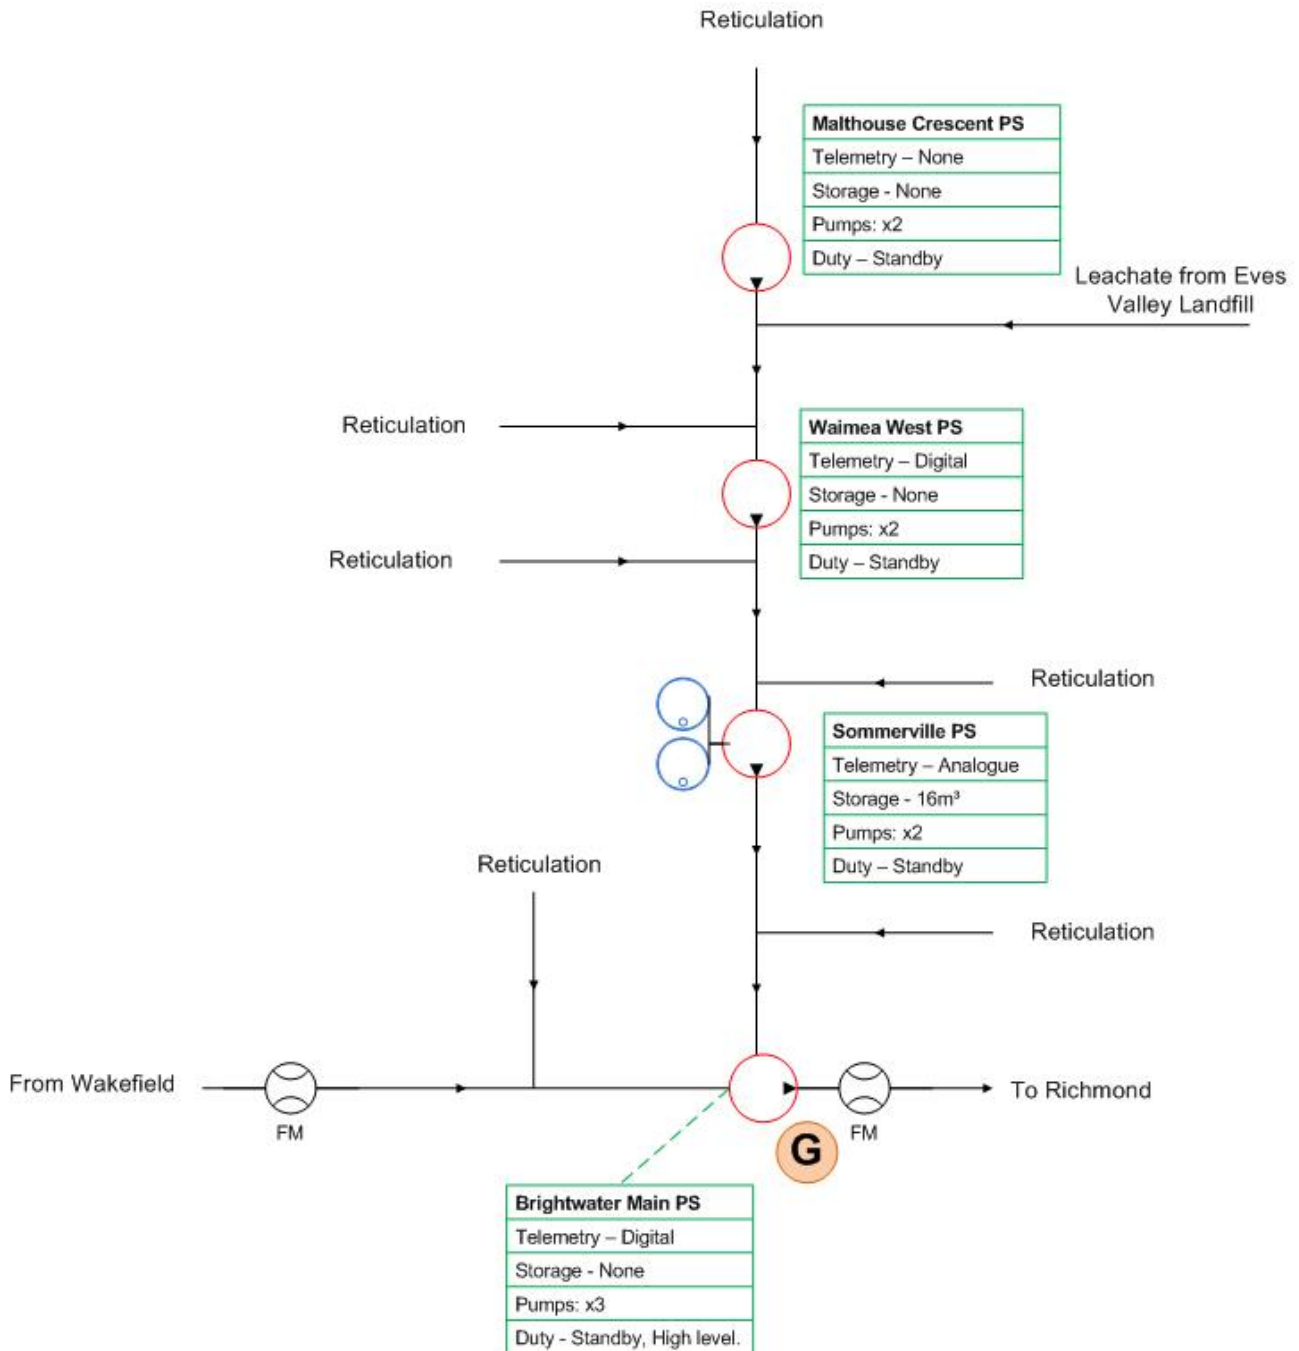 Reticulation
Malthouse Crescent PS
Telemetry – None
Storage - None
Pumps: x2
Duty – Standby
Leachate from Eves
Valley Landfill
Reticulation
Waimea West PS
Telemetry – Digital
Storage - None
Pumps: x2
Duty – Standby
Reticulation
Reticulation
Sommerville PS
Telemetry – Analogue
Storage - 16m³
Pumps: x2
Duty – Standby
Reticulation
Reticulation
From Wakefield
FM
To Richmond
G
FM
Brightwater Main PS
Telemetry – Digital
Storage - None
Pumps: x3
Duty - Standby, High level.